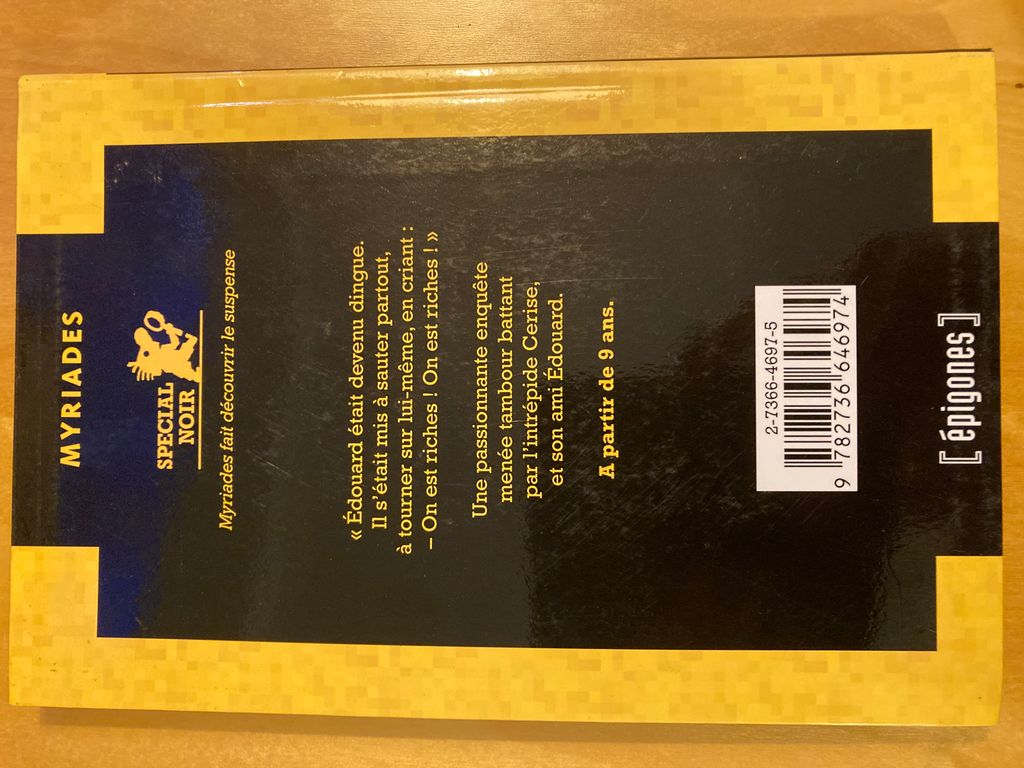 MYRIADES
SPECIAL
NOIR
Myriades fait découvrir le suspense
« Édouard était devenu dingue.
Il s'était mis à sauter partout,
à tourner sur lui-même, en criant :
– On est riches ! On est riches ! »
Une passionnante enquête
menée tambour battant
par l'intrépide Cerise,
et son ami Édouard.
A partir de 9 ans.
2-7366-4697-5
9 782736 646974
[ épigones ]